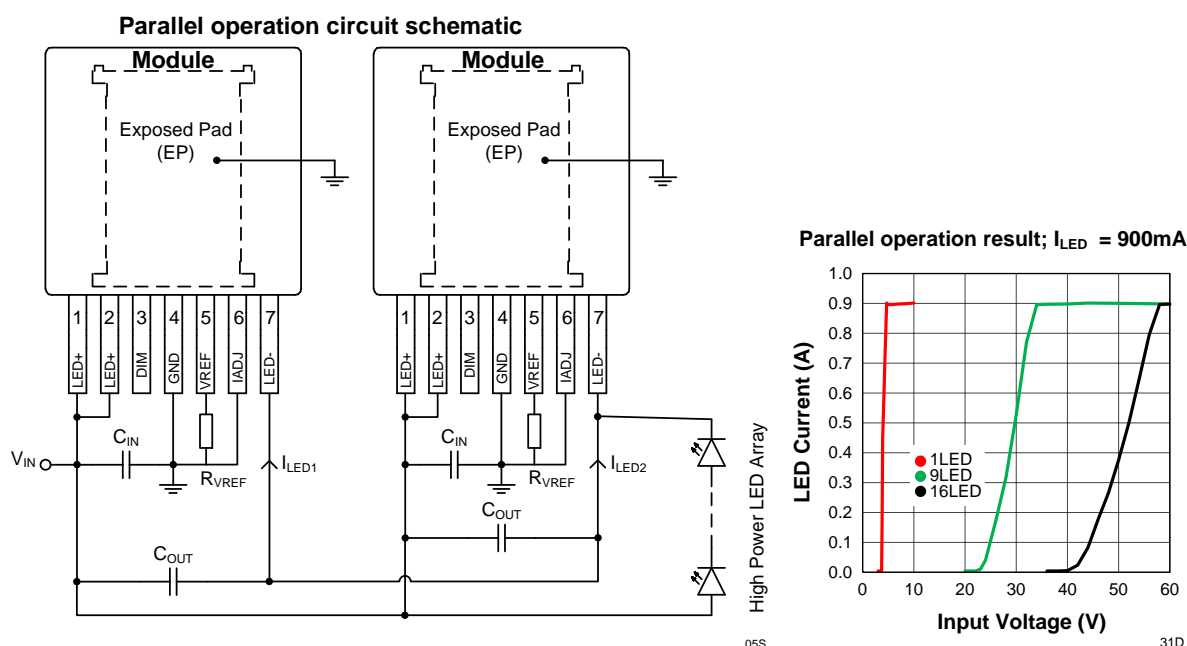 Parallel operation circuit schematic
Module
Exposed Pad
(EP)
1
2
3
4
5
6
7
LED+
LED+
DIM
GND
VREF
IADJ
LED-
Module
Exposed Pad
(EP)
1
2
3
4
5
6
7
LED+
LED+
DIM
GND
VREF
IADJ
LED-
VIN
CIN
RVREF
ILED1
COUT
CIN
RVREF
ILED2
COUT
High Power LED Array
05S
Parallel operation result; ILED = 900mA
LED Current (A)
1.0
0.9
0.8
0.7
0.6
0.5
0.4
0.3
0.2
0.1
0.0
1LED
9LED
16LED
0 10 20 30 40 50 60
Input Voltage (V)
31D